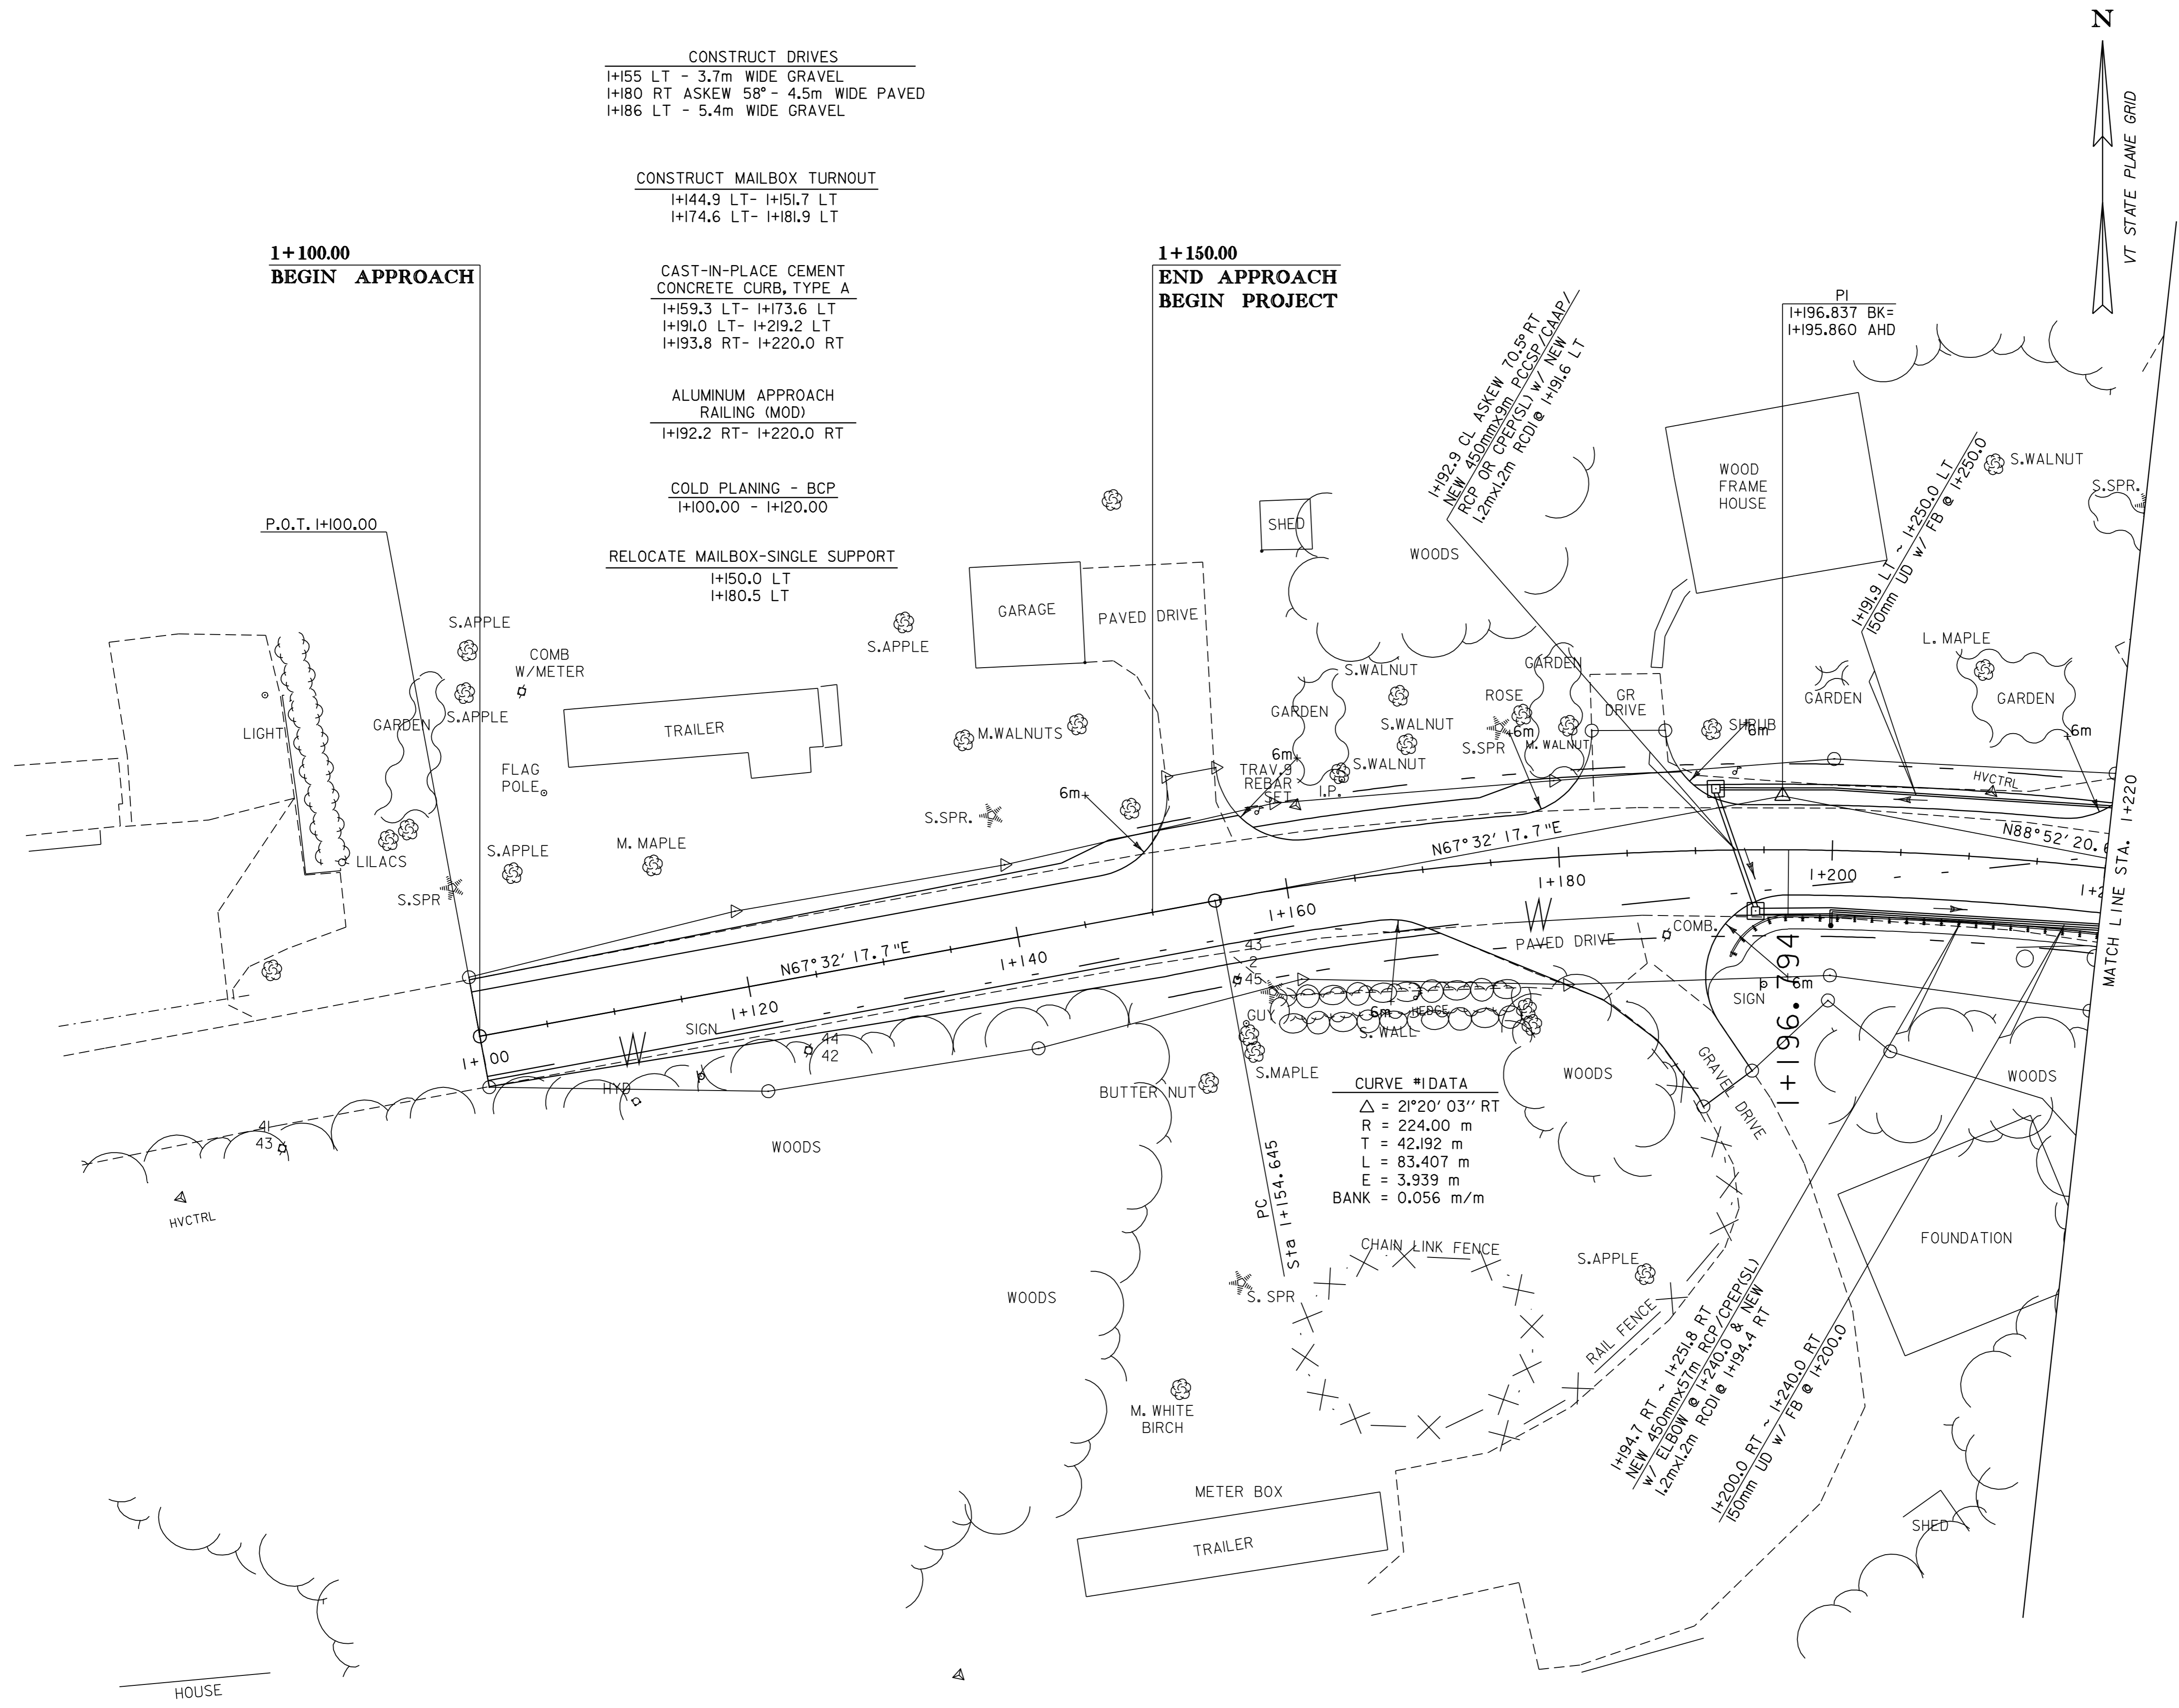 N
VT STATE PLANE GRID
CONSTRUCT DRIVES
1+155 LT - 3.7m WIDE GRAVEL
1+180 RT ASKEW 58° - 4.5m WIDE PAVED
1+186 LT - 5.4m WIDE GRAVEL
CONSTRUCT MAILBOX TURNOUT
1+144.9 LT- 1+151.7 LT
1+174.6 LT- 1+181.9 LT
1+100.00
BEGIN APPROACH
1+150.00
END APPROACH
BEGIN PROJECT
CAST-IN-PLACE CEMENT
CONCRETE CURB, TYPE A
1+159.3 LT- 1+173.6 LT
1+191.0 LT- 1+219.2 LT
1+193.8 RT- 1+220.0 RT
PI
1+196.837 BK=
1+195.860 AHD
ALUMINUM APPROACH
RAILING (MOD)
1+192.2 RT- 1+220.0 RT
COLD PLANING - BCP
1+100.00 - 1+120.00
RELOCATE MAILBOX-SINGLE SUPPORT
1+150.0 LT
1+180.5 LT
P.O.T. 1+100.00
1+192.9 CL ASKEW 70.5° RT
NEW 450mmx9m PCCSP/CAAP/
RCP OR CPEP(SL) w/ NEW
1.2mx1.2m RCDI @ 1+191.6 LT
WOOD
FRAME
HOUSE
S.WALNUT
S.SPR.
1+191.9 LT ~ 1+250.0 LT
150mm UD w/ FB @ 1+250.0
SHED
WOODS
GARAGE
PAVED DRIVE
S.APPLE
S.APPLE
COMB
W/METER
L. MAPLE
S.WALNUT
GARDEN
ROSE
GR
DRIVE
GARDEN
GARDEN
LIGHT
GARDEN
S.APPLE
TRAILER
M.WALNUTS
GARDEN
S.WALNUT
S.SPR
6m
M. WALNUT
SHRUB
6m
6m
FLAG
POLE
6m
6m
TRAV.9
REBAR
SET
S.WALNUT
I.P.
HVCTRL
S.SPR.
LILACS
S.APPLE
M. MAPLE
S.SPR
N67°32' 17.7"E
N67°32' 17.7"E
N88°52' 20.6
1+ 00
1+120
1+140
1+160
1+180
1+200
1+2
MATCH LINE STA. 1+220
W
W
SIGN
PAVED DRIVE
COMB.
43
2
45
44
42
GUY
6m
HEDGE
S. WALL
SIGN
6m
1+196.794
HYD
41
43
HVCTRL
WOODS
BUTTER NUT
S.MAPLE
CURVE #1 DATA
△ = 21°20' 03'' RT
R = 224.00 m
T = 42.192 m
L = 83.407 m
E = 3.939 m
BANK = 0.056 m/m
WOODS
GRAVEL DRIVE
WOODS
PC
Sta 1+154.645
FOUNDATION
CHAIN LINK FENCE
S.APPLE
WOODS
S. SPR
RAIL FENCE
M. WHITE
BIRCH
1+194.7 RT ~ 1+251.8 RT
NEW 450mmx57m RCP/CPEP(SL)
w/ ELBOW @ 1+240.0 & NEW
1.2mx1.2m RCDI @ 1+194.4 RT
1+200.0 RT ~ 1+240.0 RT
150mm UD w/ FB @ 1+200.0
METER BOX
TRAILER
SHED
HOUSE